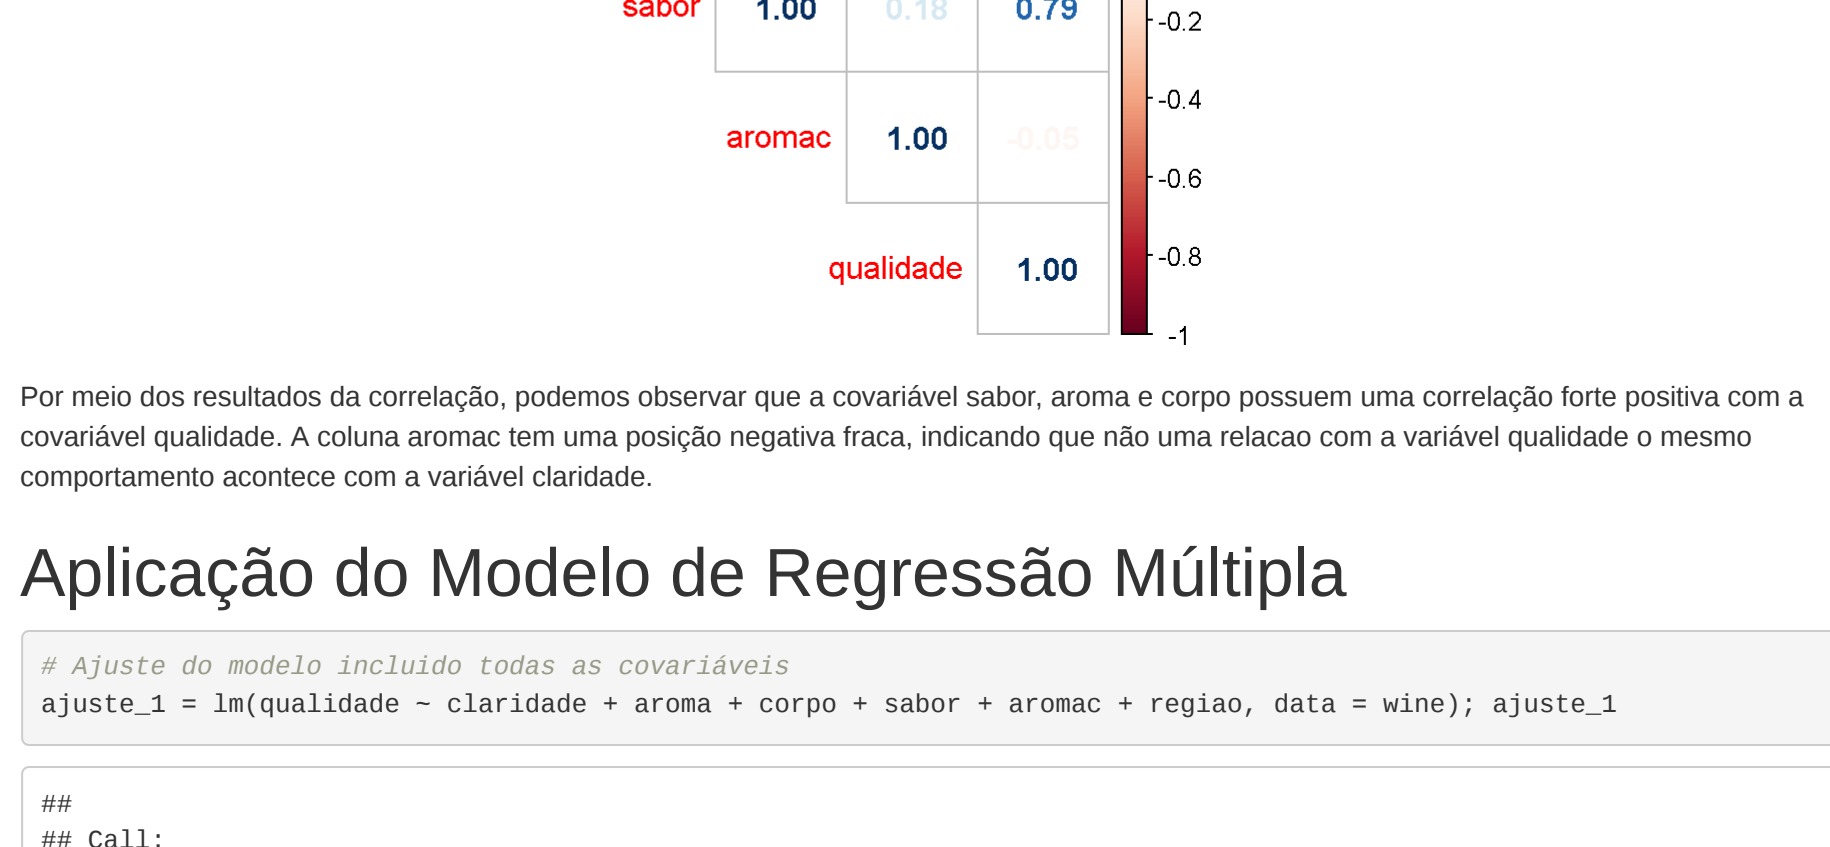 sabor 1.00 0.18 0.79 -0.2
-0.4
aromac 1.00 -0.05
-0.6
qualidade 1.00 -0.8
-1
Por meio dos resultados da correlação, podemos observar que a covariável sabor, aroma e corpo possuem uma correlação forte positiva com a
covariável qualidade. A coluna aromac tem uma posição negativa fraca, indicando que não uma relacao com a variável qualidade o mesmo
comportamento acontece com a variável claridade.
Aplicação do Modelo de Regressão Múltipla
# Ajuste do modelo incluido todas as covariáveis
ajuste_1 = lm(qualidade ~ claridade + aroma + corpo + sabor + aromac + regiao, data = wine); ajuste_1
##
## Call: